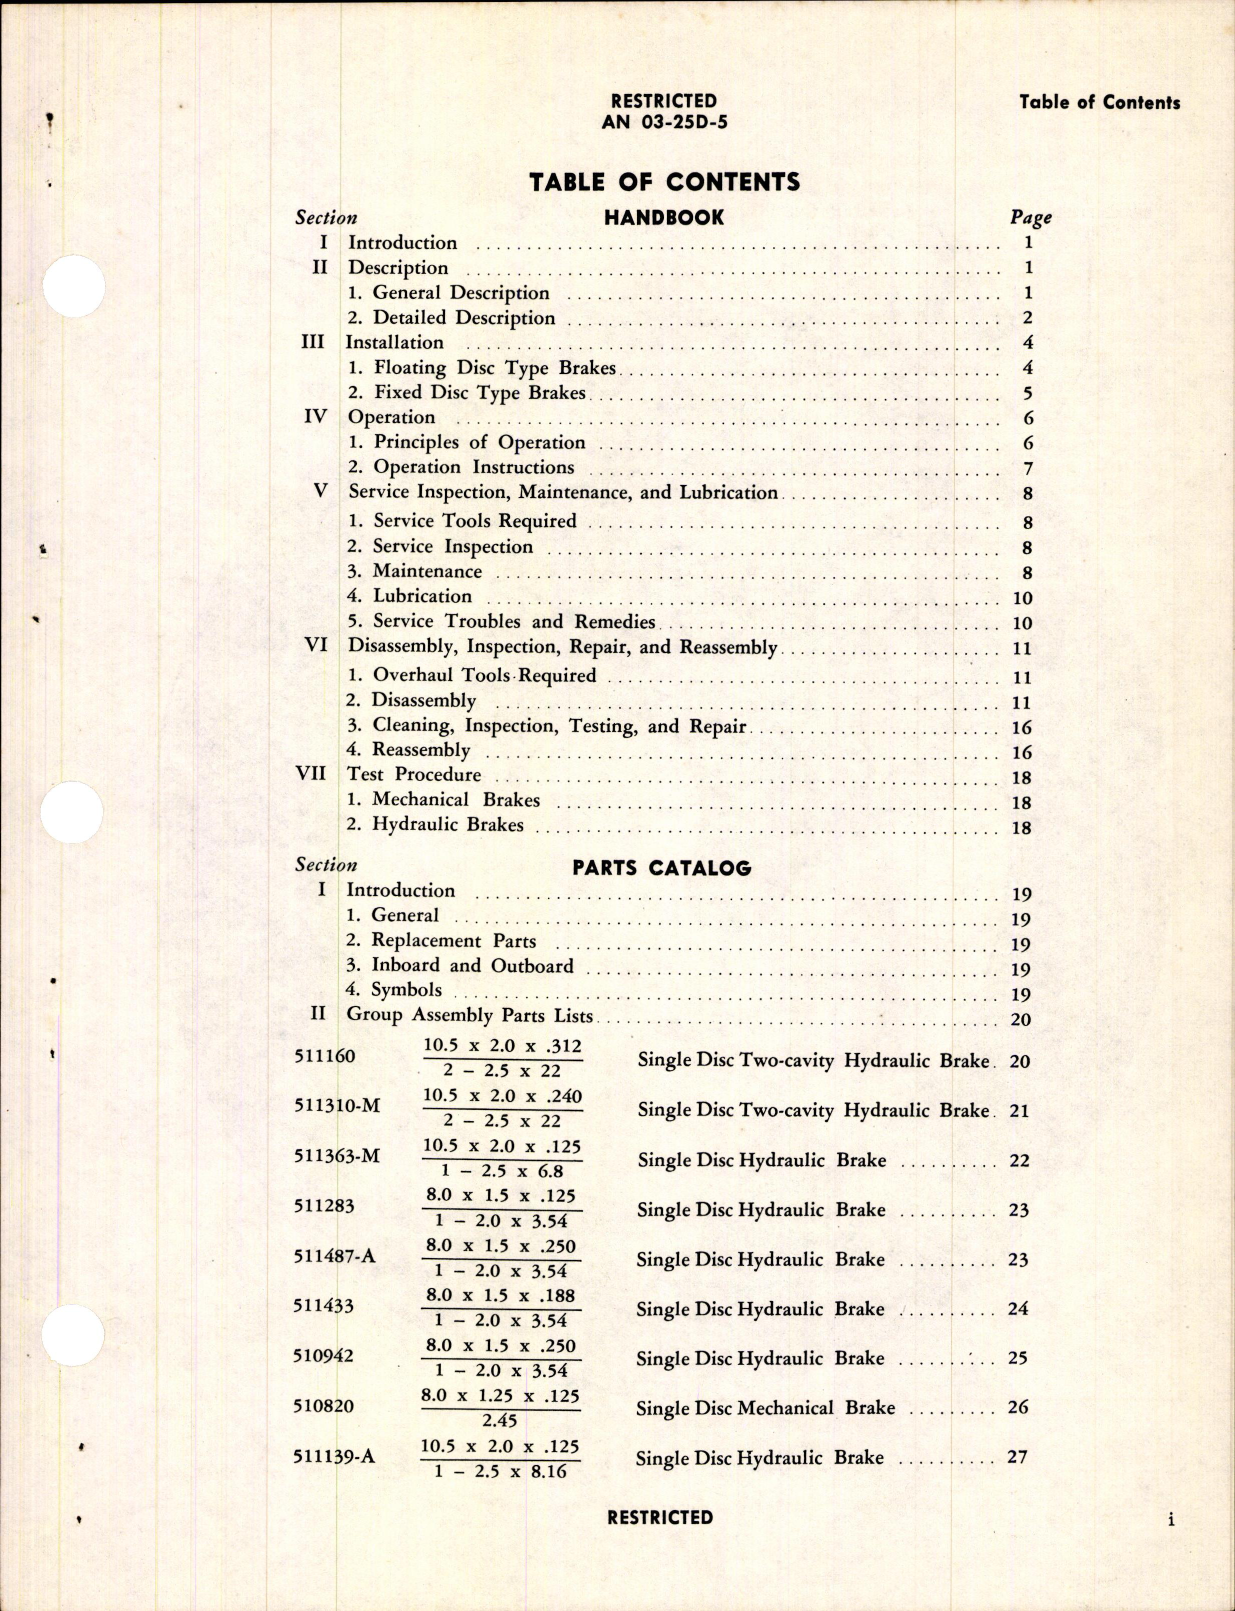 RESTRICTED
AN 03-25D-5
Table of Contents
TABLE OF CONTENTS
Section HANDBOOK Page
I Introduction 1
II Description 1
1. General Description 1
2. Detailed Description 2
III Installation 4
1. Floating Disc Type Brakes 4
2. Fixed Disc Type Brakes 5
IV Operation 6
1. Principles of Operation 6
2. Operation Instructions 7
V Service Inspection, Maintenance, and Lubrication 8
1. Service Tools Required 8
2. Service Inspection 8
3. Maintenance 8
4. Lubrication 10
5. Service Troubles and Remedies 10
VI Disassembly, Inspection, Repair, and Reassembly 11
1. Overhaul Tools Required 11
2. Disassembly 11
3. Cleaning, Inspection, Testing, and Repair 16
4. Reassembly 16
VII Test Procedure 18
1. Mechanical Brakes 18
2. Hydraulic Brakes 18
Section PARTS CATALOG
I Introduction 19
1. General 19
2. Replacement Parts 19
3. Inboard and Outboard 19
4. Symbols 19
II Group Assembly Parts Lists 20
511160 10.5 x 2.0 x .312 Single Disc Two-cavity Hydraulic Brake 20
2 – 2.5 x 22
511310-M 10.5 x 2.0 x .240 Single Disc Two-cavity Hydraulic Brake 21
2 – 2.5 x 22
511363-M 10.5 x 2.0 x .125 Single Disc Hydraulic Brake 22
1 – 2.5 x 6.8
511283 8.0 x 1.5 x .125 Single Disc Hydraulic Brake 23
1 – 2.0 x 3.54
511487-A 8.0 x 1.5 x .250 Single Disc Hydraulic Brake 23
1 – 2.0 x 3.54
511433 8.0 x 1.5 x .188 Single Disc Hydraulic Brake 24
1 – 2.0 x 3.54
510942 8.0 x 1.5 x .250 Single Disc Hydraulic Brake 25
1 – 2.0 x 3.54
510820 8.0 x 1.25 x .125 Single Disc Mechanical Brake 26
2.45
511139-A 10.5 x 2.0 x .125 Single Disc Hydraulic Brake 27
1 – 2.5 x 8.16
RESTRICTED
i